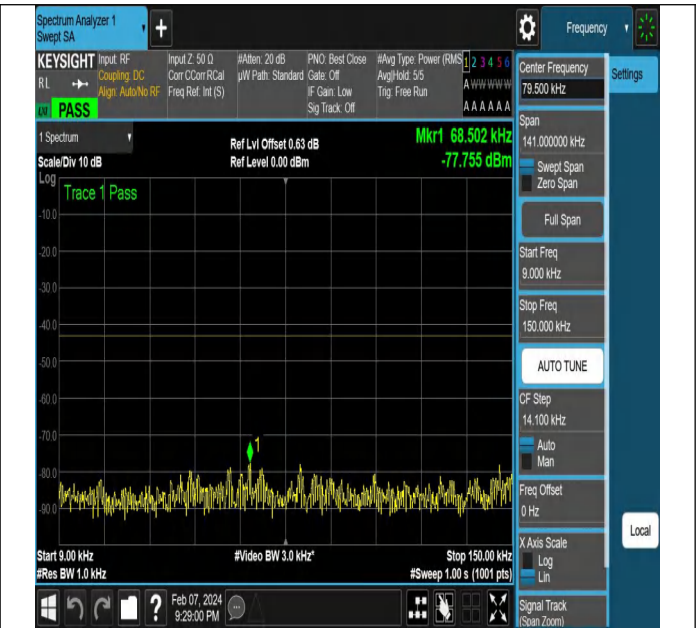 Spectrum Analyzer 1
Swept SA
+
Frequency
KEYSIGHT
RL
PASS
Input: RF
Coupling: DC
Align: Auto/No RF
Input Z: 50 Ω
Corr CCorr RCal
Freq Ref: Int (S)
#Atten: 20 dB
µW Path: Standard
PNO: Best Close
Gate: Off
IF Gain: Low
Sig Track: Off
#Avg Type: Power (RMS
Avg|Hold: 5/5
Trig: Free Run
1 2 3 4 5 6
A W W W W W
A A A A A A
Center Frequency
79.500 kHz
Settings
Span
141.000000 kHz
Swept Span
Zero Span
Full Span
Start Freq
9.000 kHz
Stop Freq
150.000 kHz
AUTO TUNE
CF Step
14.100 kHz
Auto
Man
Freq Offset
0 Hz
X Axis Scale
Log
Lin
Signal Track
(Span Zoom)
Local
1 Spectrum
Scale/Div 10 dB
Ref Lvl Offset 0.63 dB
Ref Level 0.00 dBm
Mkr1 68.502 kHz
-77.755 dBm
Log
Trace 1 Pass
-10.0
-20.0
-30.0
-40.0
-50.0
-60.0
-70.0
-80.0
-90.0
1
Start 9.00 kHz
#Res BW 1.0 kHz
#Video BW 3.0 kHz*
Stop 150.00 kHz
#Sweep 1.00 s (1001 pts)
?
Feb 07, 2024
9:29:00 PM